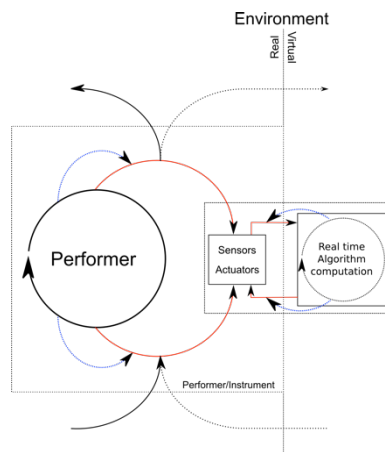 Environment
Real
Virtual
Performer
Sensors
Actuators
Real time
Algorithm
computation
Performer/Instrument